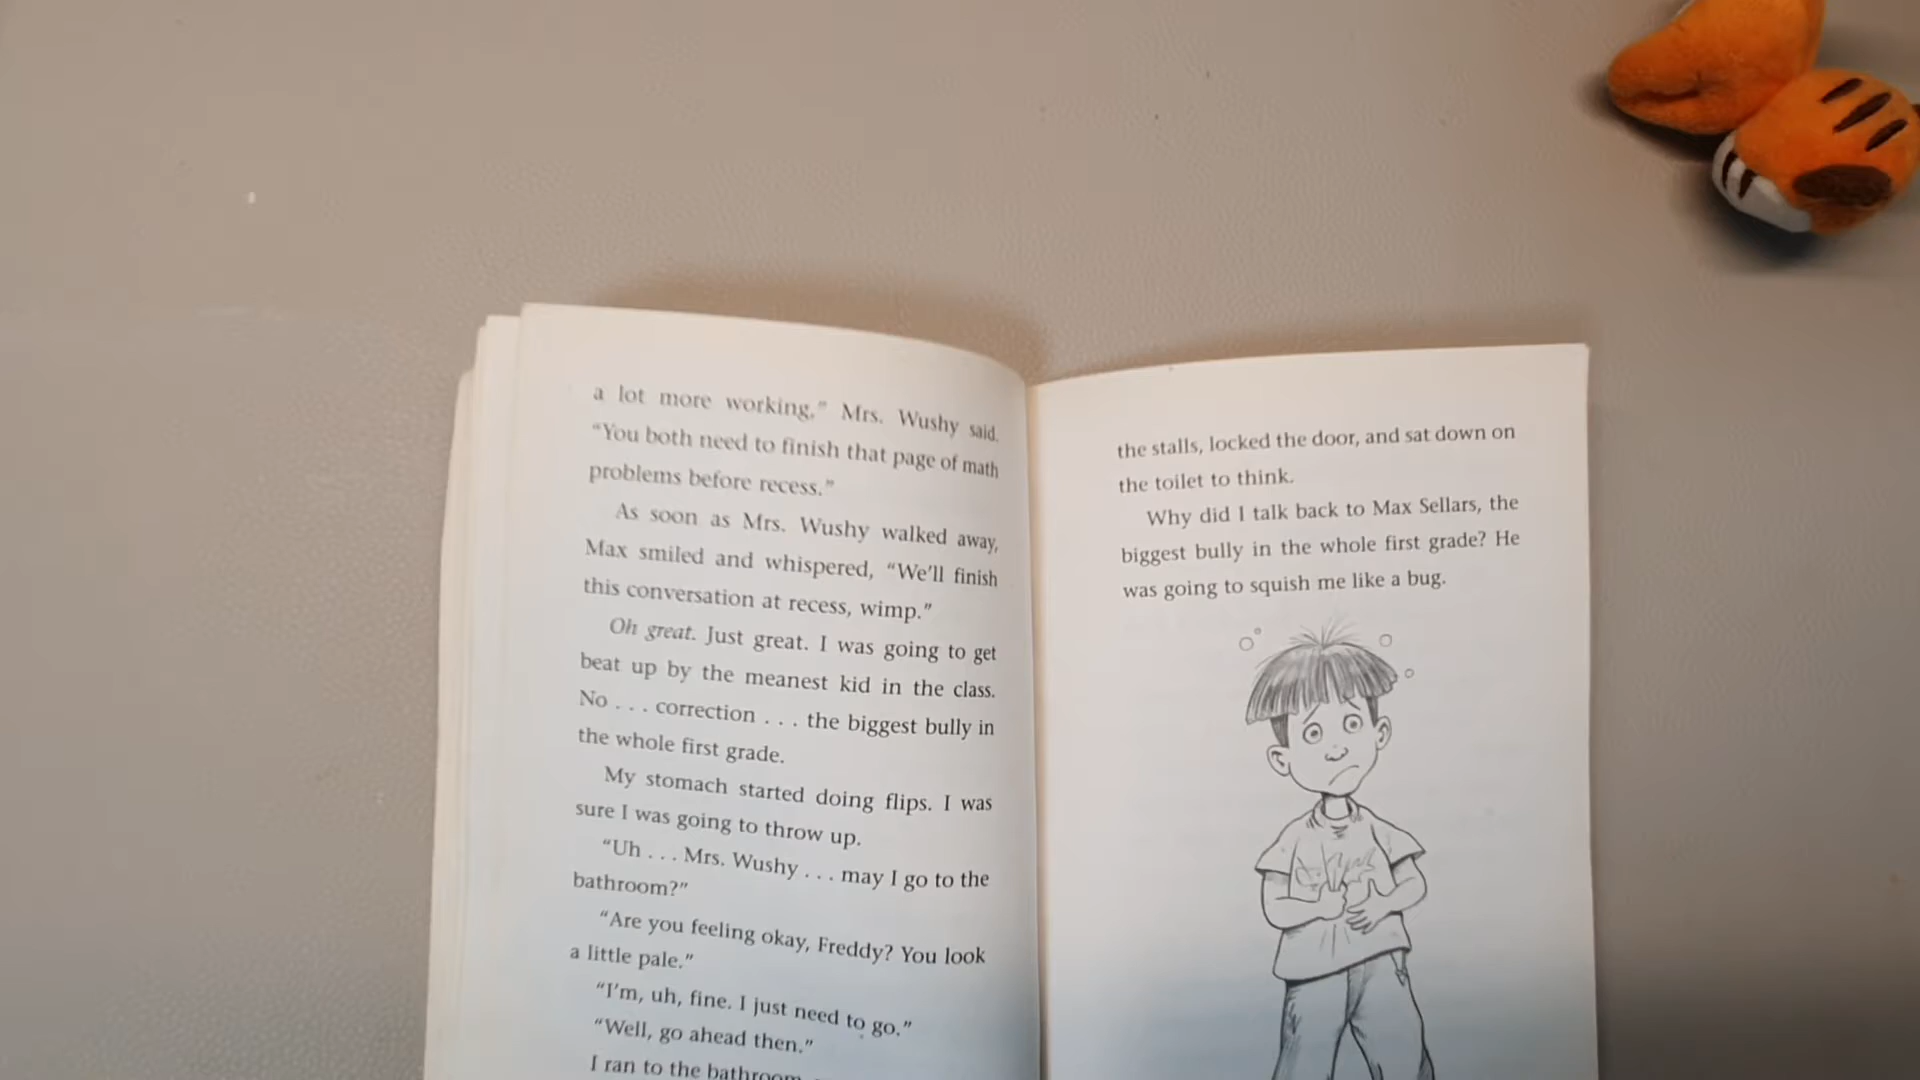 a lot more working," Mrs. Wushy said.
"You both need to finish that page of math
problems before recess."
As soon as Mrs. Wushy walked away,
Max smiled and whispered, "We'll finish
this conversation at recess, wimp."
Oh great. Just great. I was going to get
beat up by the meanest kid in the class.
No . . . correction . . . the biggest bully in
the whole first grade.
My stomach started doing flips. I was
sure I was going to throw up.
"Uh . . . Mrs. Wushy . . . may I go to the
bathroom?"
"Are you feeling okay, Freddy? You look
a little pale."
"I'm, uh, fine. I just need to go."
"Well, go ahead then."
I ran to the bathroom
the stalls, locked the door, and sat down on
the toilet to think.
Why did I talk back to Max Sellars, the
biggest bully in the whole first grade? He
was going to squish me like a bug.